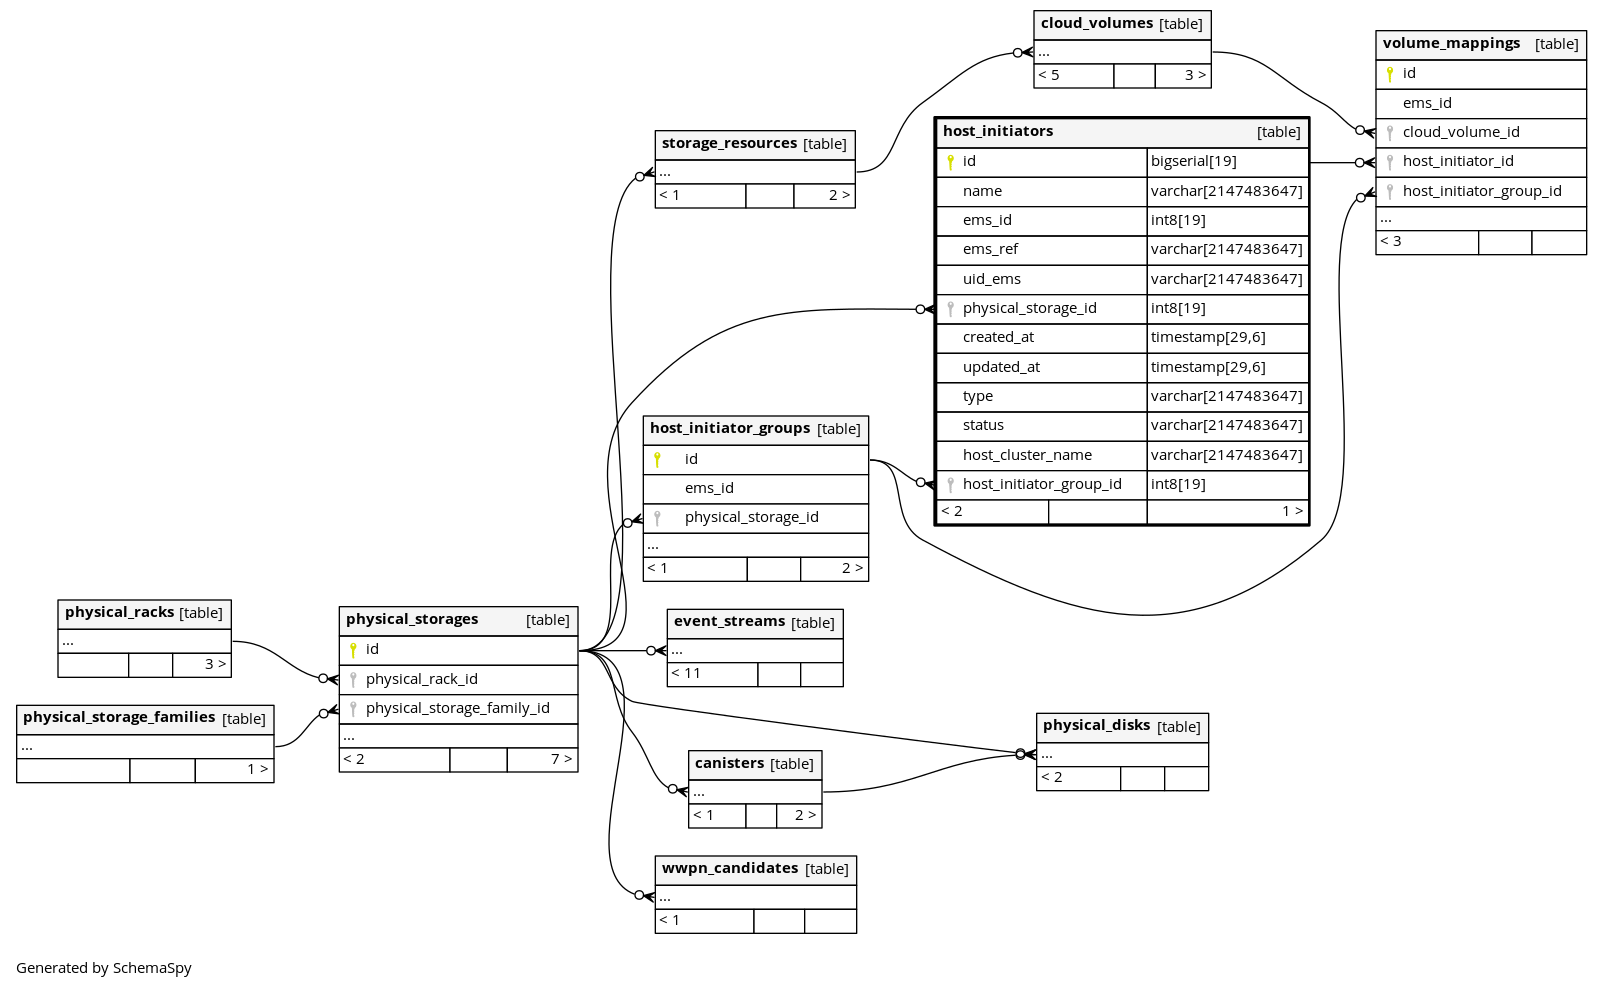 cloud_volumes [table]
...
< 5 3 >
volume_mappings [table]
id
ems_id
cloud_volume_id
host_initiator_id
host_initiator_group_id
...
< 3
storage_resources [table]
...
< 1 2 >
host_initiators [table]
id bigserial[19]
name varchar[2147483647]
ems_id int8[19]
ems_ref varchar[2147483647]
uid_ems varchar[2147483647]
physical_storage_id int8[19]
created_at timestamp[29,6]
updated_at timestamp[29,6]
type varchar[2147483647]
status varchar[2147483647]
host_cluster_name varchar[2147483647]
host_initiator_group_id int8[19]
< 2 1 >
host_initiator_groups [table]
id
ems_id
physical_storage_id
...
< 1 2 >
physical_racks [table]
...
3 >
physical_storages [table]
id
physical_rack_id
physical_storage_family_id
...
< 2 7 >
event_streams [table]
...
< 11
physical_storage_families [table]
...
1 >
physical_disks [table]
...
< 2
canisters [table]
...
< 1 2 >
wwpn_candidates [table]
...
< 1
Generated by SchemaSpy